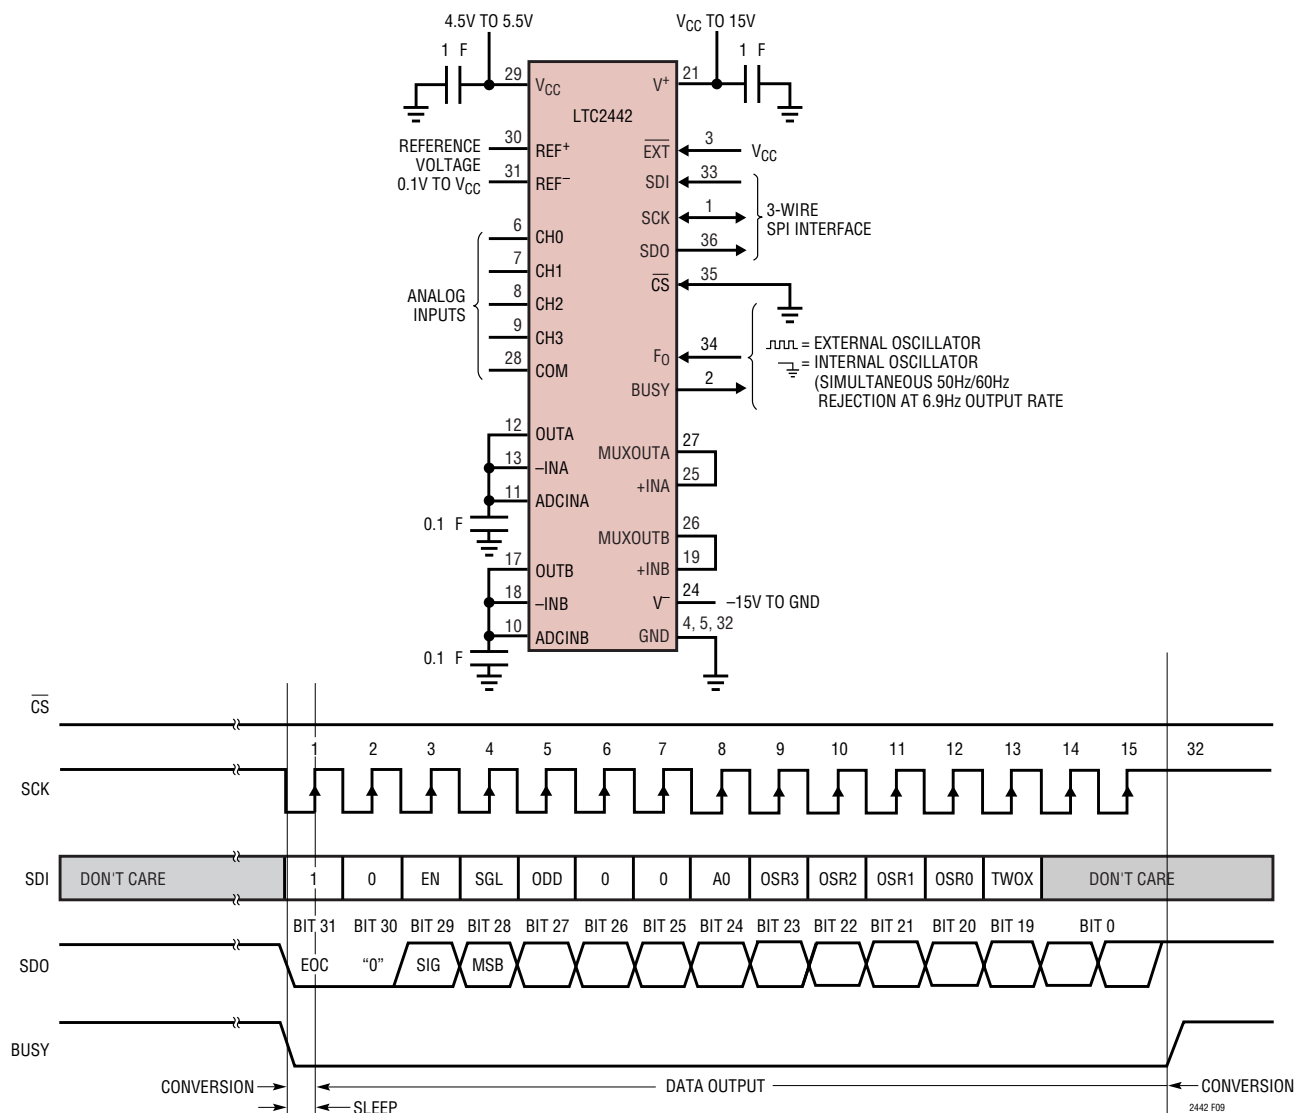 4.5V TO 5.5V
VCC TO 15V
1 F
1 F
29
VCC
V+
21
LTC2442
REFERENCE
VOLTAGE
0.1V TO VCC
30
REF+
31
REF−
EXT
3
VCC
SDI
33
SCK
1
SDO
36
3-WIRE
SPI INTERFACE
CS
35
ANALOG
INPUTS
6
CH0
7
CH1
8
CH2
9
CH3
28
COM
FO
34
BUSY
2
= EXTERNAL OSCILLATOR
= INTERNAL OSCILLATOR
(SIMULTANEOUS 50Hz/60Hz
REJECTION AT 6.9Hz OUTPUT RATE
12
OUTA
13
–INA
11
ADCINA
0.1 F
MUXOUTA
27
+INA
25
MUXOUTB
26
+INB
19
17
OUTB
18
–INB
10
ADCINB
0.1 F
V−
24
–15V TO GND
GND
4, 5, 32
CS
SCK
1 2 3 4 5 6 7 8 9 10 11 12 13 14 15 32
SDI
DON'T CARE 1 0 EN SGL ODD 0 0 A0 OSR3 OSR2 OSR1 OSR0 TWOX DON'T CARE
BIT 31 BIT 30 BIT 29 BIT 28 BIT 27 BIT 26 BIT 25 BIT 24 BIT 23 BIT 22 BIT 21 BIT 20 BIT 19 BIT 0
SDO
EOC “0” SIG MSB
BUSY
CONVERSION
SLEEP
DATA OUTPUT
CONVERSION
2442 F09